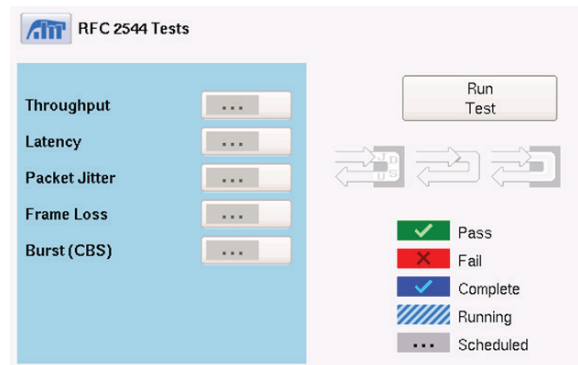 RFC 2544 Tests
Throughput ...
Latency ...
Packet Jitter ...
Frame Loss ...
Burst (CBS) ...
Run
Test
J D
U S
Pass
Fail
Complete
Running
... Scheduled